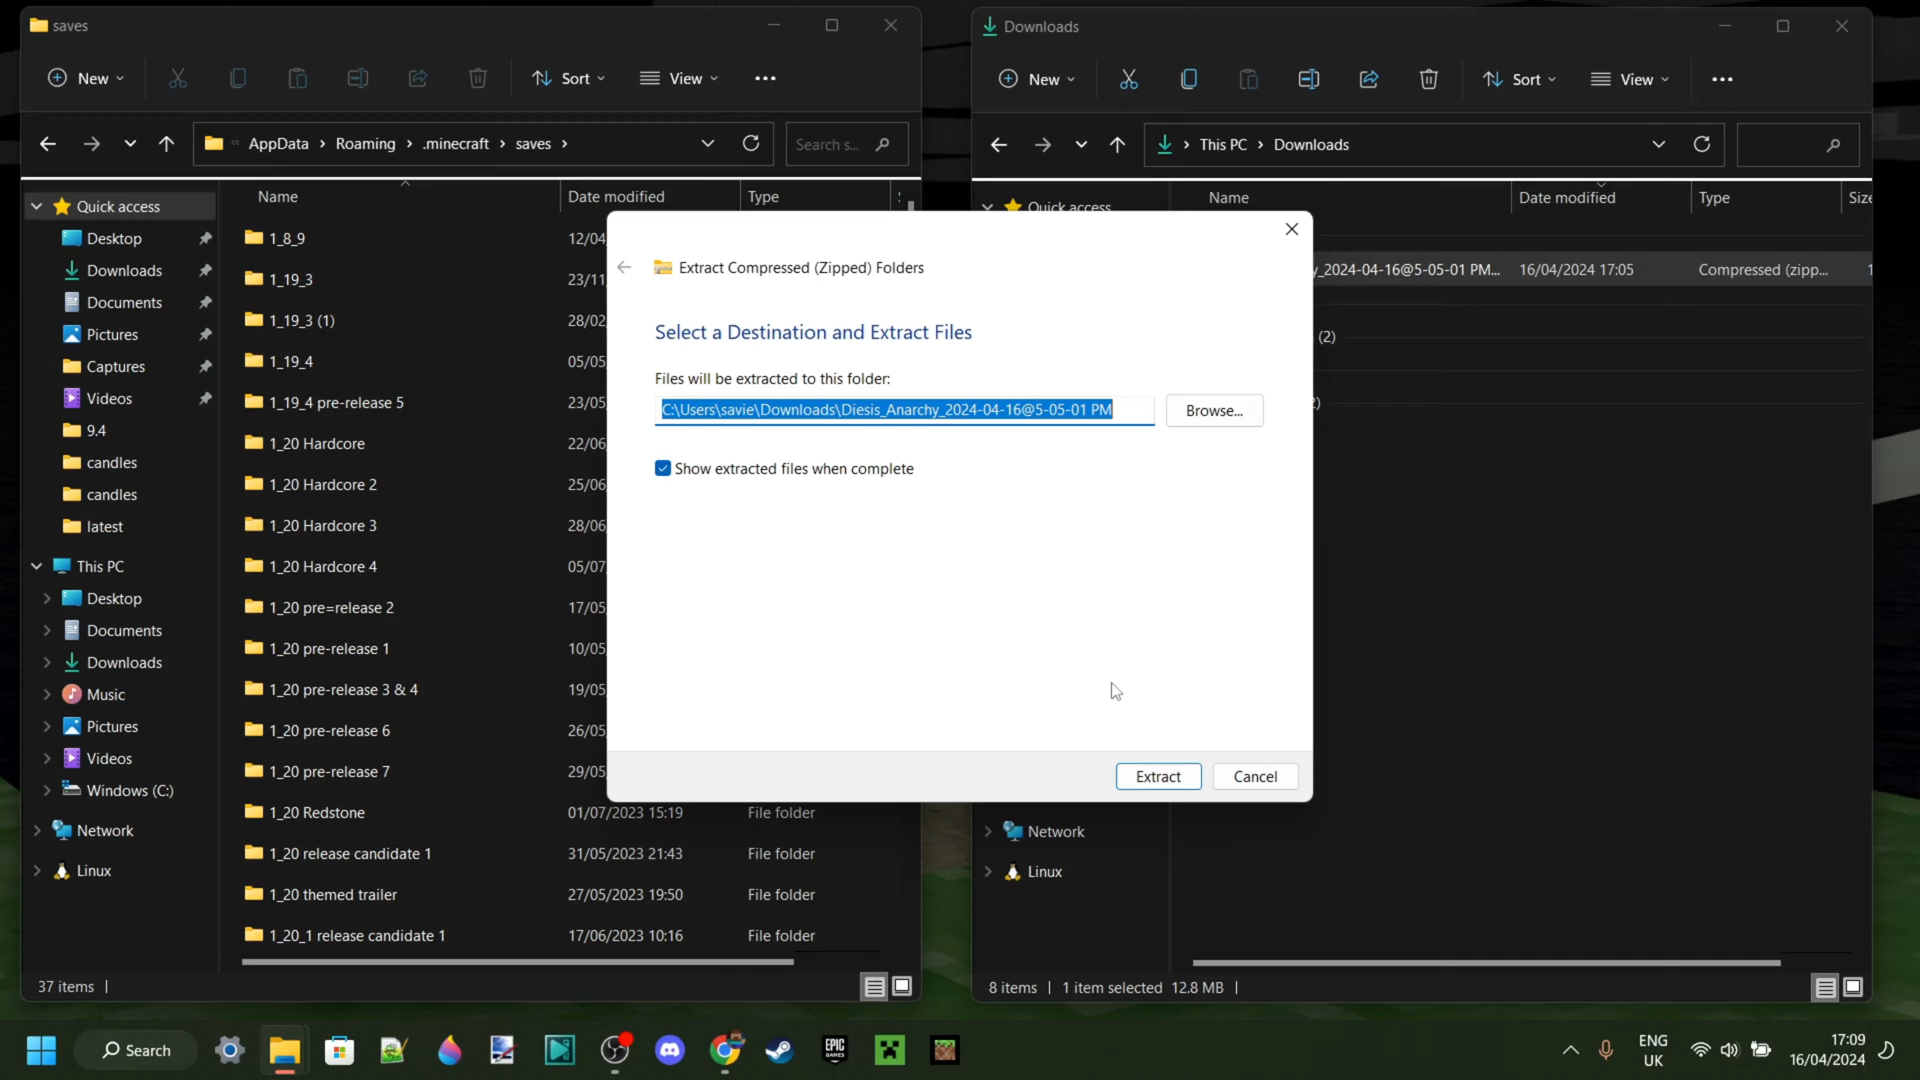 saves
New
Sort
View
AppData > Roaming > .minecraft > saves >
Search s...
Name
Date modified
Type
Quick access
Desktop
Downloads
Documents
Pictures
Captures
Videos
9.4
candles
candles
latest
This PC
Desktop
Documents
Downloads
Music
Pictures
Videos
Windows (C:)
Network
Linux
1_8_9 12/04
1_19_3 23/11
1_19_3 (1) 28/02
1_19_4 05/05
1_19_4 pre-release 5 23/05
1_20 Hardcore 22/06
1_20 Hardcore 2 25/06
1_20 Hardcore 3 28/06
1_20 Hardcore 4 05/07
1_20 pre=release 2 17/05
1_20 pre-release 1 10/05
1_20 pre-release 3 & 4 19/05
1_20 pre-release 6 26/05
1_20 pre-release 7 29/05
1_20 Redstone 01/07/2023 15:19 File folder
1_20 release candidate 1 31/05/2023 21:43 File folder
1_20 themed trailer 27/05/2023 19:50 File folder
1_20_1 release candidate 1 17/06/2023 10:16 File folder
37 items
Extract Compressed (Zipped) Folders
Select a Destination and Extract Files
Files will be extracted to this folder:
C:\Users\savie\Downloads\Diesis_Anarchy_2024-04-16@5-05-01 PM
Browse...
Show extracted files when complete
Extract
Cancel
Downloads
New
Sort
View
> This PC > Downloads
Name
Date modified
Type
Size
Quick access
_2024-04-16@5-05-01 PM... 16/04/2024 17:05 Compressed (zipp...
(2)
Network
Linux
8 items | 1 item selected 12.8 MB |
Search
EPIC GAMES
ENG
UK
17:09
16/04/2024